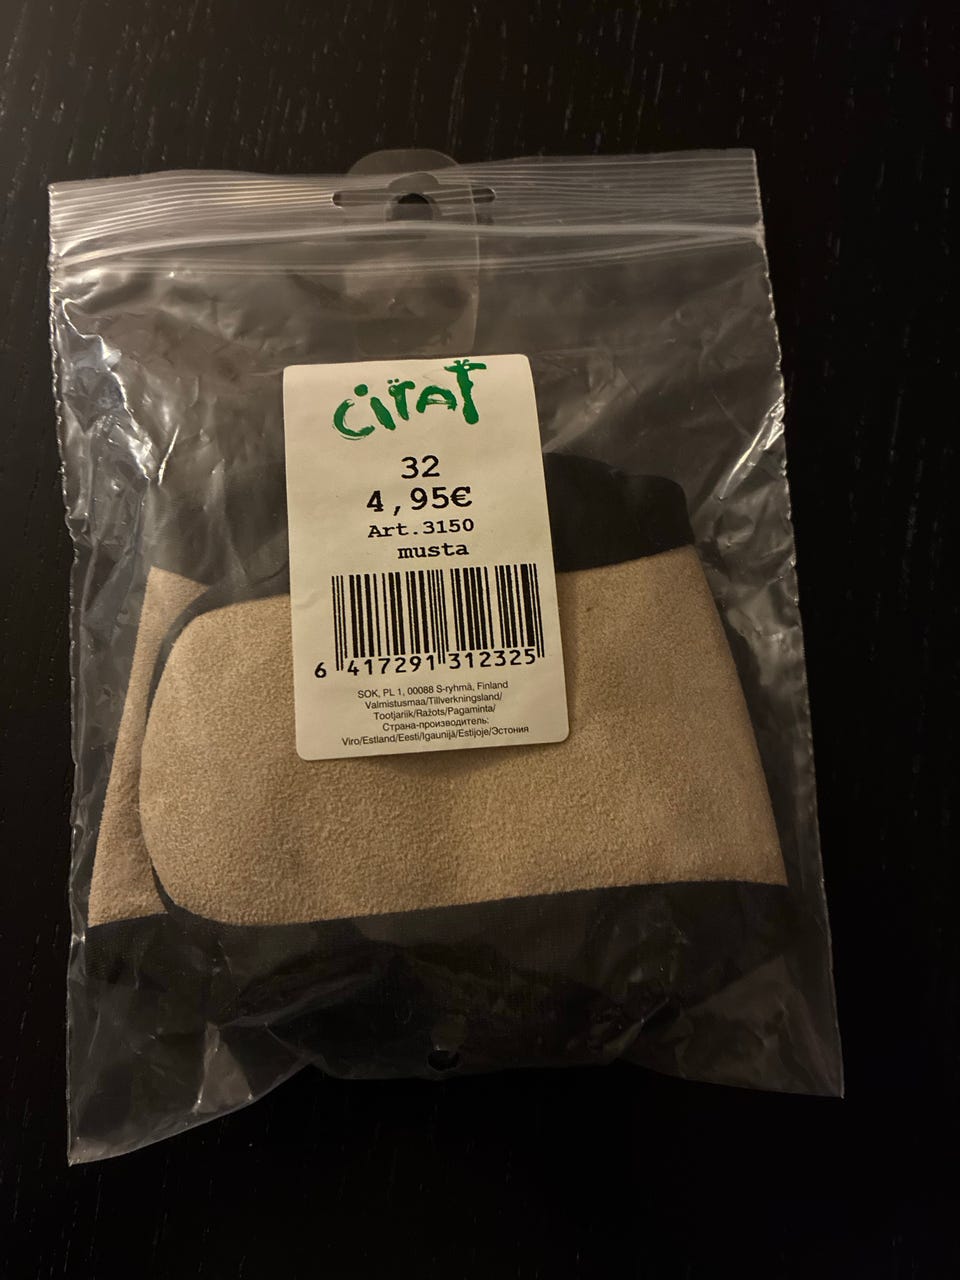 CITAT
32
4,95€
Art.3150
musta
6 417291 312325
SOK, PL 1, 00088 S-ryhmä, Finland
Valmistusmaa/Tillverkningsland/
Tootjariik/Ražots/Pagaminta/
Страна-производитель:
Viro/Estland/Eesti/Igaunijā/Estijoje/Эстония